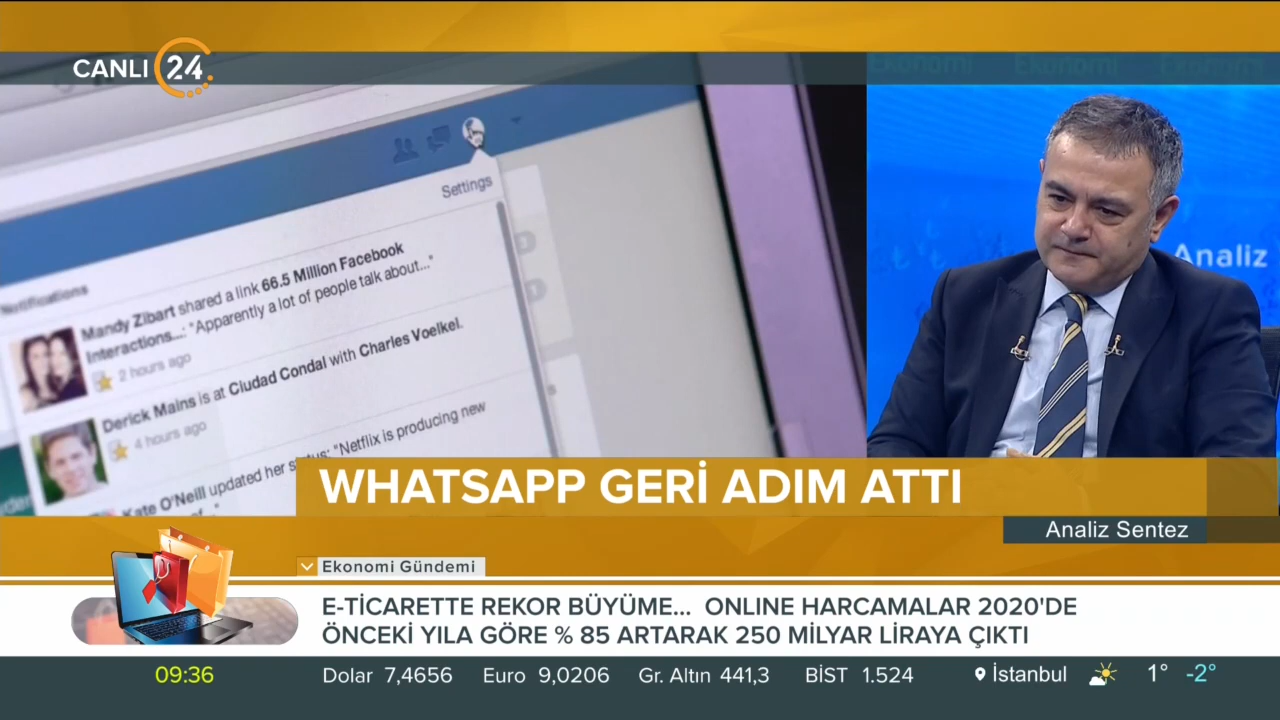 Ekonomi Ekonomi Ekonomi
CANLI 24
Settings
Notifications
Mandy Zibart shared a link 66.5 Million Facebook
Interactions...: "Apparently a lot of people talk about..."
2 hours ago
Derick Mains is at Ciudad Condal with Charles Voelkel.
4 hours ago
Kate O'Neill updated her status: "Netflix is producing new
of..."
Analiz
WHATSAPP GERİ ADIM ATTI
Analiz Sentez
Ekonomi Gündemi
E-TİCARETTE REKOR BÜYÜME... ONLINE HARCAMALAR 2020'DE
ÖNCEKİ YILA GÖRE % 85 ARTARAK 250 MİLYAR LİRAYA ÇIKTI
09:36 Dolar 7,4656 Euro 9,0206 Gr. Altın 441,3 BİST 1.524 İstanbul 1° -2°